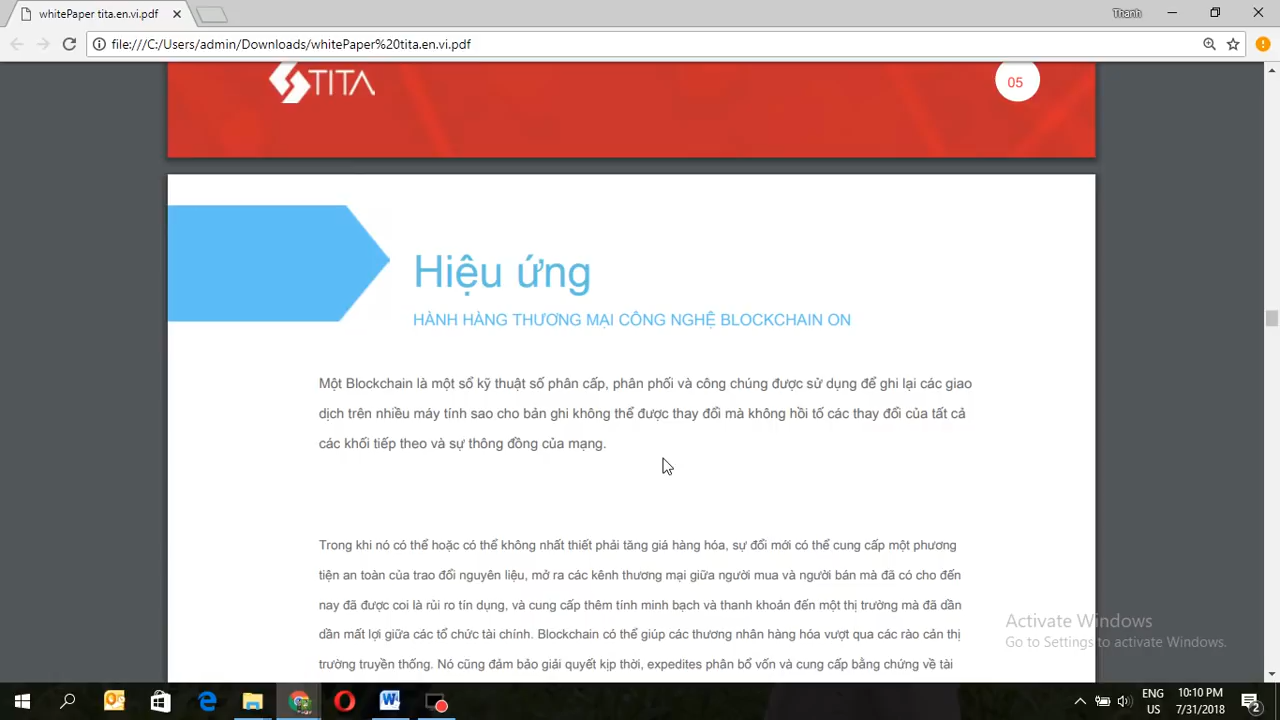 whitePaper tita.en.vi.pdf
Thanh
file:///C:/Users/admin/Downloads/whitePaper%20tita.en.vi.pdf
TITA
05
Hiệu ứng
HÀNH HÀNG THƯƠNG MẠI CÔNG NGHỆ BLOCKCHAIN ON
Một Blockchain là một sổ kỹ thuật số phân cấp, phân phối và công chúng được sử dụng để ghi lại các giao
dịch trên nhiều máy tính sao cho bản ghi không thể được thay đổi mà không hồi tố các thay đổi của tất cả
các khối tiếp theo và sự thông đồng của mạng.
Trong khi nó có thể hoặc có thể không nhất thiết phải tăng giá hàng hóa, sự đổi mới có thể cung cấp một phương
tiện an toàn của trao đổi nguyên liệu, mở ra các kênh thương mại giữa người mua và người bán mà đã có cho đến
nay đã được coi là rủi ro tín dụng, và cung cấp thêm tính minh bạch và thanh khoản đến một thị trường mà đã dần
dần mất lợi giữa các tổ chức tài chính. Blockchain có thể giúp các thương nhân hàng hóa vượt qua các rào cản thị
trường truyền thống. Nó cũng đảm bảo giải quyết kịp thời, expedites phân bổ vốn và cung cấp bằng chứng về tài
Activate Windows
Go to Settings to activate Windows.
ENG
US
10:10 PM
7/31/2018
2